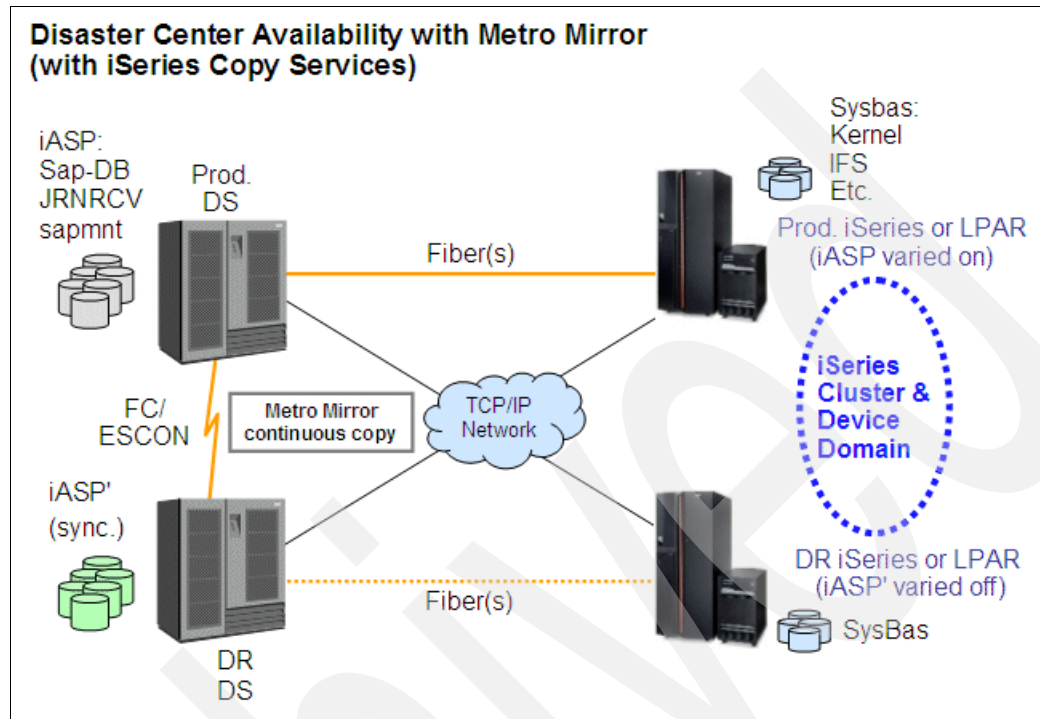 Disaster Center Availability with Metro Mirror
(with iSeries Copy Services)
iASP:
Sap-DB
JRNRCV
sapmnt
Prod.
DS
Fiber(s)
Sysbas:
Kernel
IFS
Etc.
Prod. iSeries or LPAR
(iASP varied on)
FC/
ESCON
Metro Mirror
continuous copy
TCP/IP
Network
iSeries
Cluster &
Device
Domain
iASP'
(sync.)
Fiber(s)
DR iSeries or LPAR
(iASP' varied off)
SysBas
DR
DS